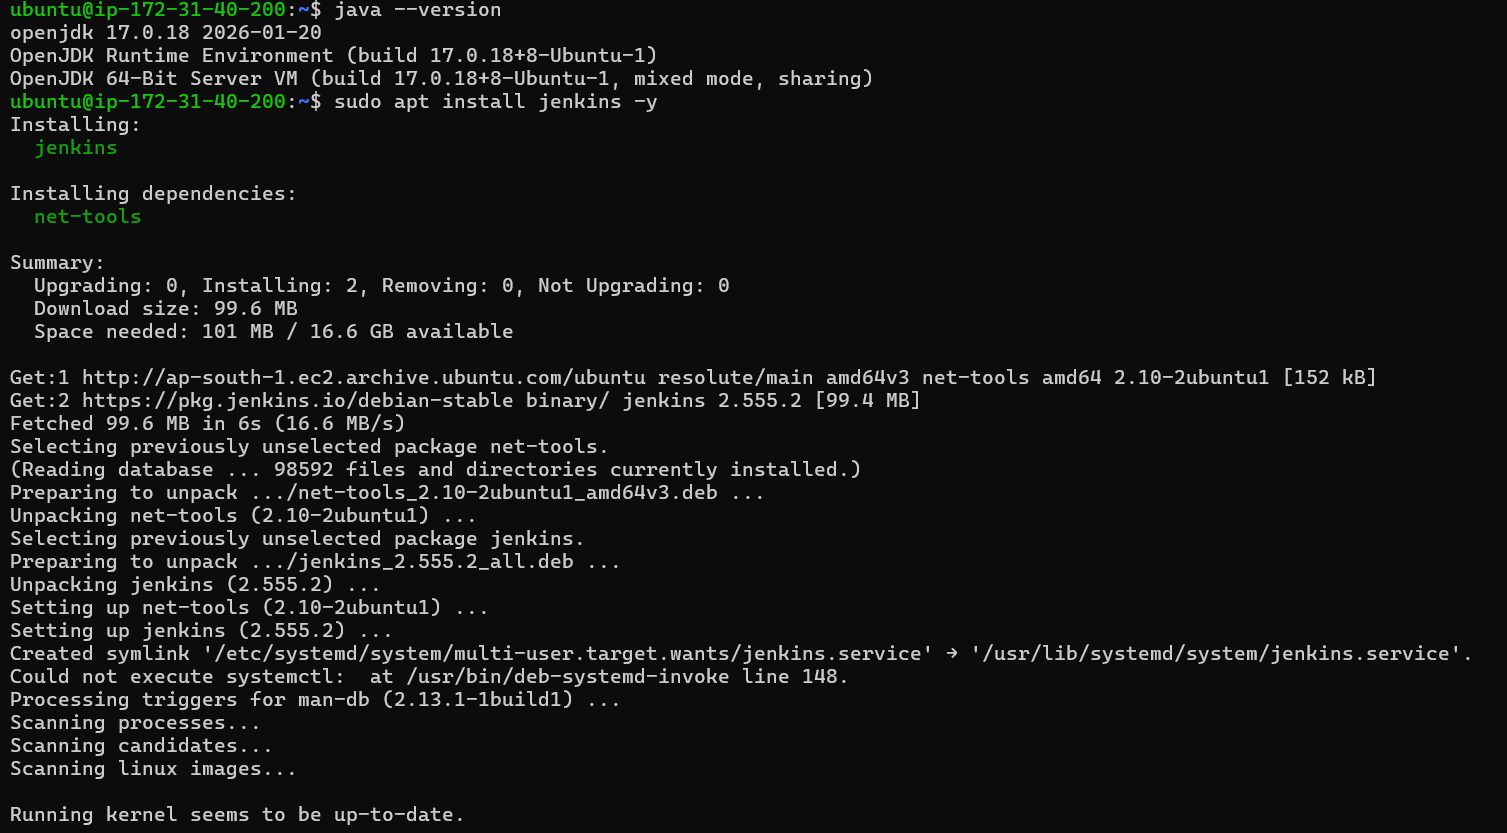 ubuntu@ip-172-31-40-200:~$ java --version
openjdk 17.0.18 2026-01-20
OpenJDK Runtime Environment (build 17.0.18+8-Ubuntu-1)
OpenJDK 64-Bit Server VM (build 17.0.18+8-Ubuntu-1, mixed mode, sharing)
ubuntu@ip-172-31-40-200:~$ sudo apt install jenkins -y
Installing:
  jenkins

Installing dependencies:
  net-tools

Summary:
  Upgrading: 0, Installing: 2, Removing: 0, Not Upgrading: 0
  Download size: 99.6 MB
  Space needed: 101 MB / 16.6 GB available

Get:1 http://ap-south-1.ec2.archive.ubuntu.com/ubuntu resolute/main amd64v3 net-tools amd64 2.10-2ubuntu1 [152 kB]
Get:2 https://pkg.jenkins.io/debian-stable binary/ jenkins 2.555.2 [99.4 MB]
Fetched 99.6 MB in 6s (16.6 MB/s)
Selecting previously unselected package net-tools.
(Reading database ... 98592 files and directories currently installed.)
Preparing to unpack .../net-tools_2.10-2ubuntu1_amd64v3.deb ...
Unpacking net-tools (2.10-2ubuntu1) ...
Selecting previously unselected package jenkins.
Preparing to unpack .../jenkins_2.555.2_all.deb ...
Unpacking jenkins (2.555.2) ...
Setting up net-tools (2.10-2ubuntu1) ...
Setting up jenkins (2.555.2) ...
Created symlink '/etc/systemd/system/multi-user.target.wants/jenkins.service' → '/usr/lib/systemd/system/jenkins.service'.
Could not execute systemctl:  at /usr/bin/deb-systemd-invoke line 148.
Processing triggers for man-db (2.13.1-1build1) ...
Scanning processes...
Scanning candidates...
Scanning linux images...

Running kernel seems to be up-to-date.